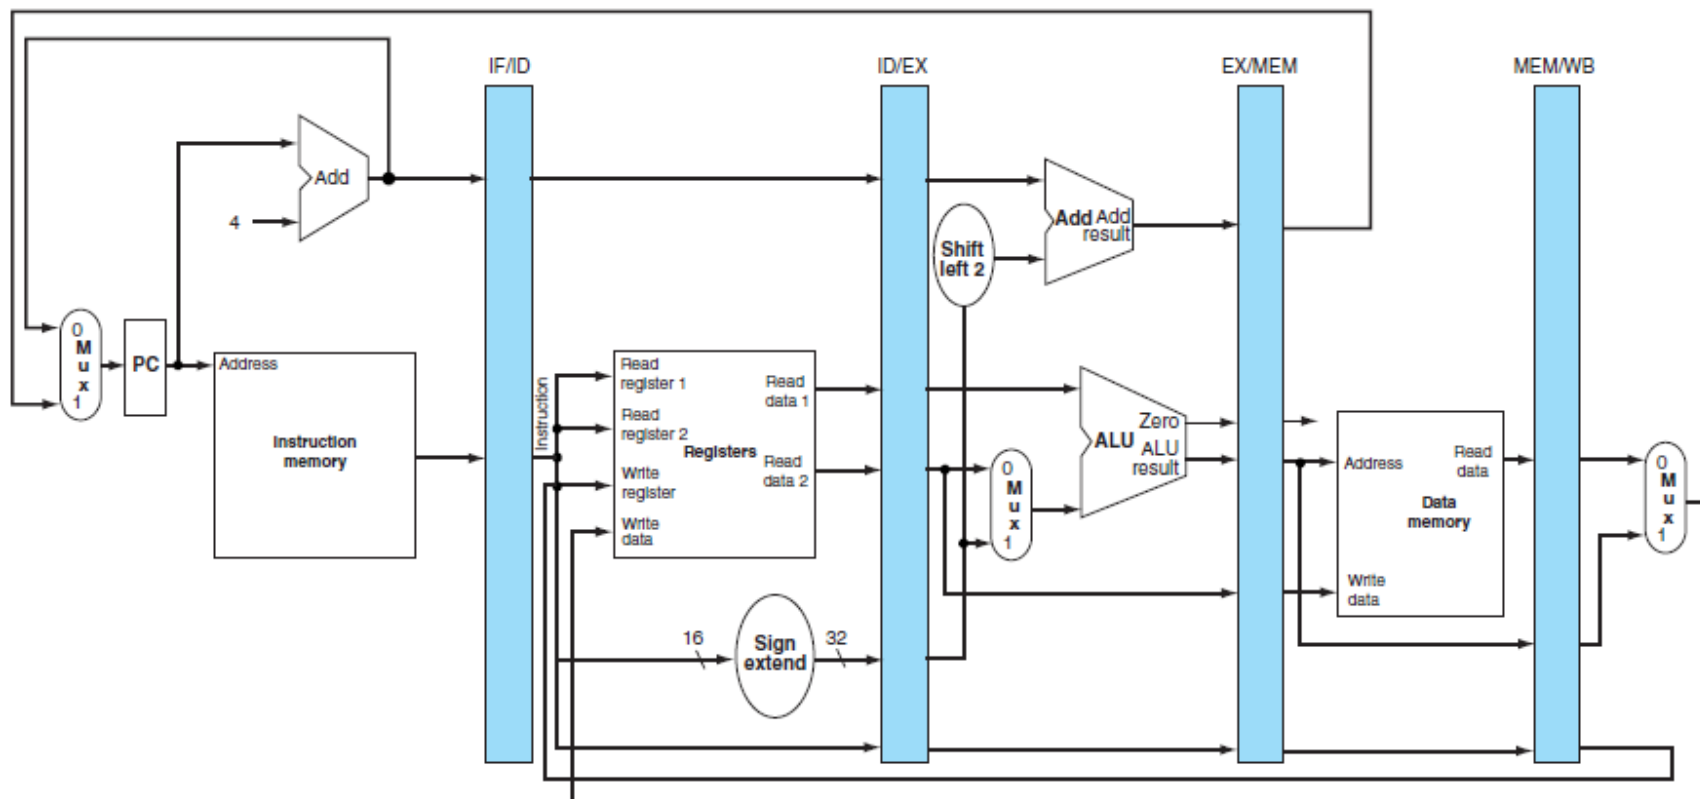 IF/ID
ID/EX
EX/MEM
MEM/WB
Add
4
Add Add
result
Shift
left 2
0
M
u
x
1
PC
Address
Instruction
memory
Instruction
Read
register 1
Read
register 2
Write
register
Write
data
Registers
Read
data 1
Read
data 2
16
Sign
extend
32
0
M
u
x
1
ALU
Zero
ALU
result
Address
Read
data
Data
memory
Write
data
0
M
u
x
1